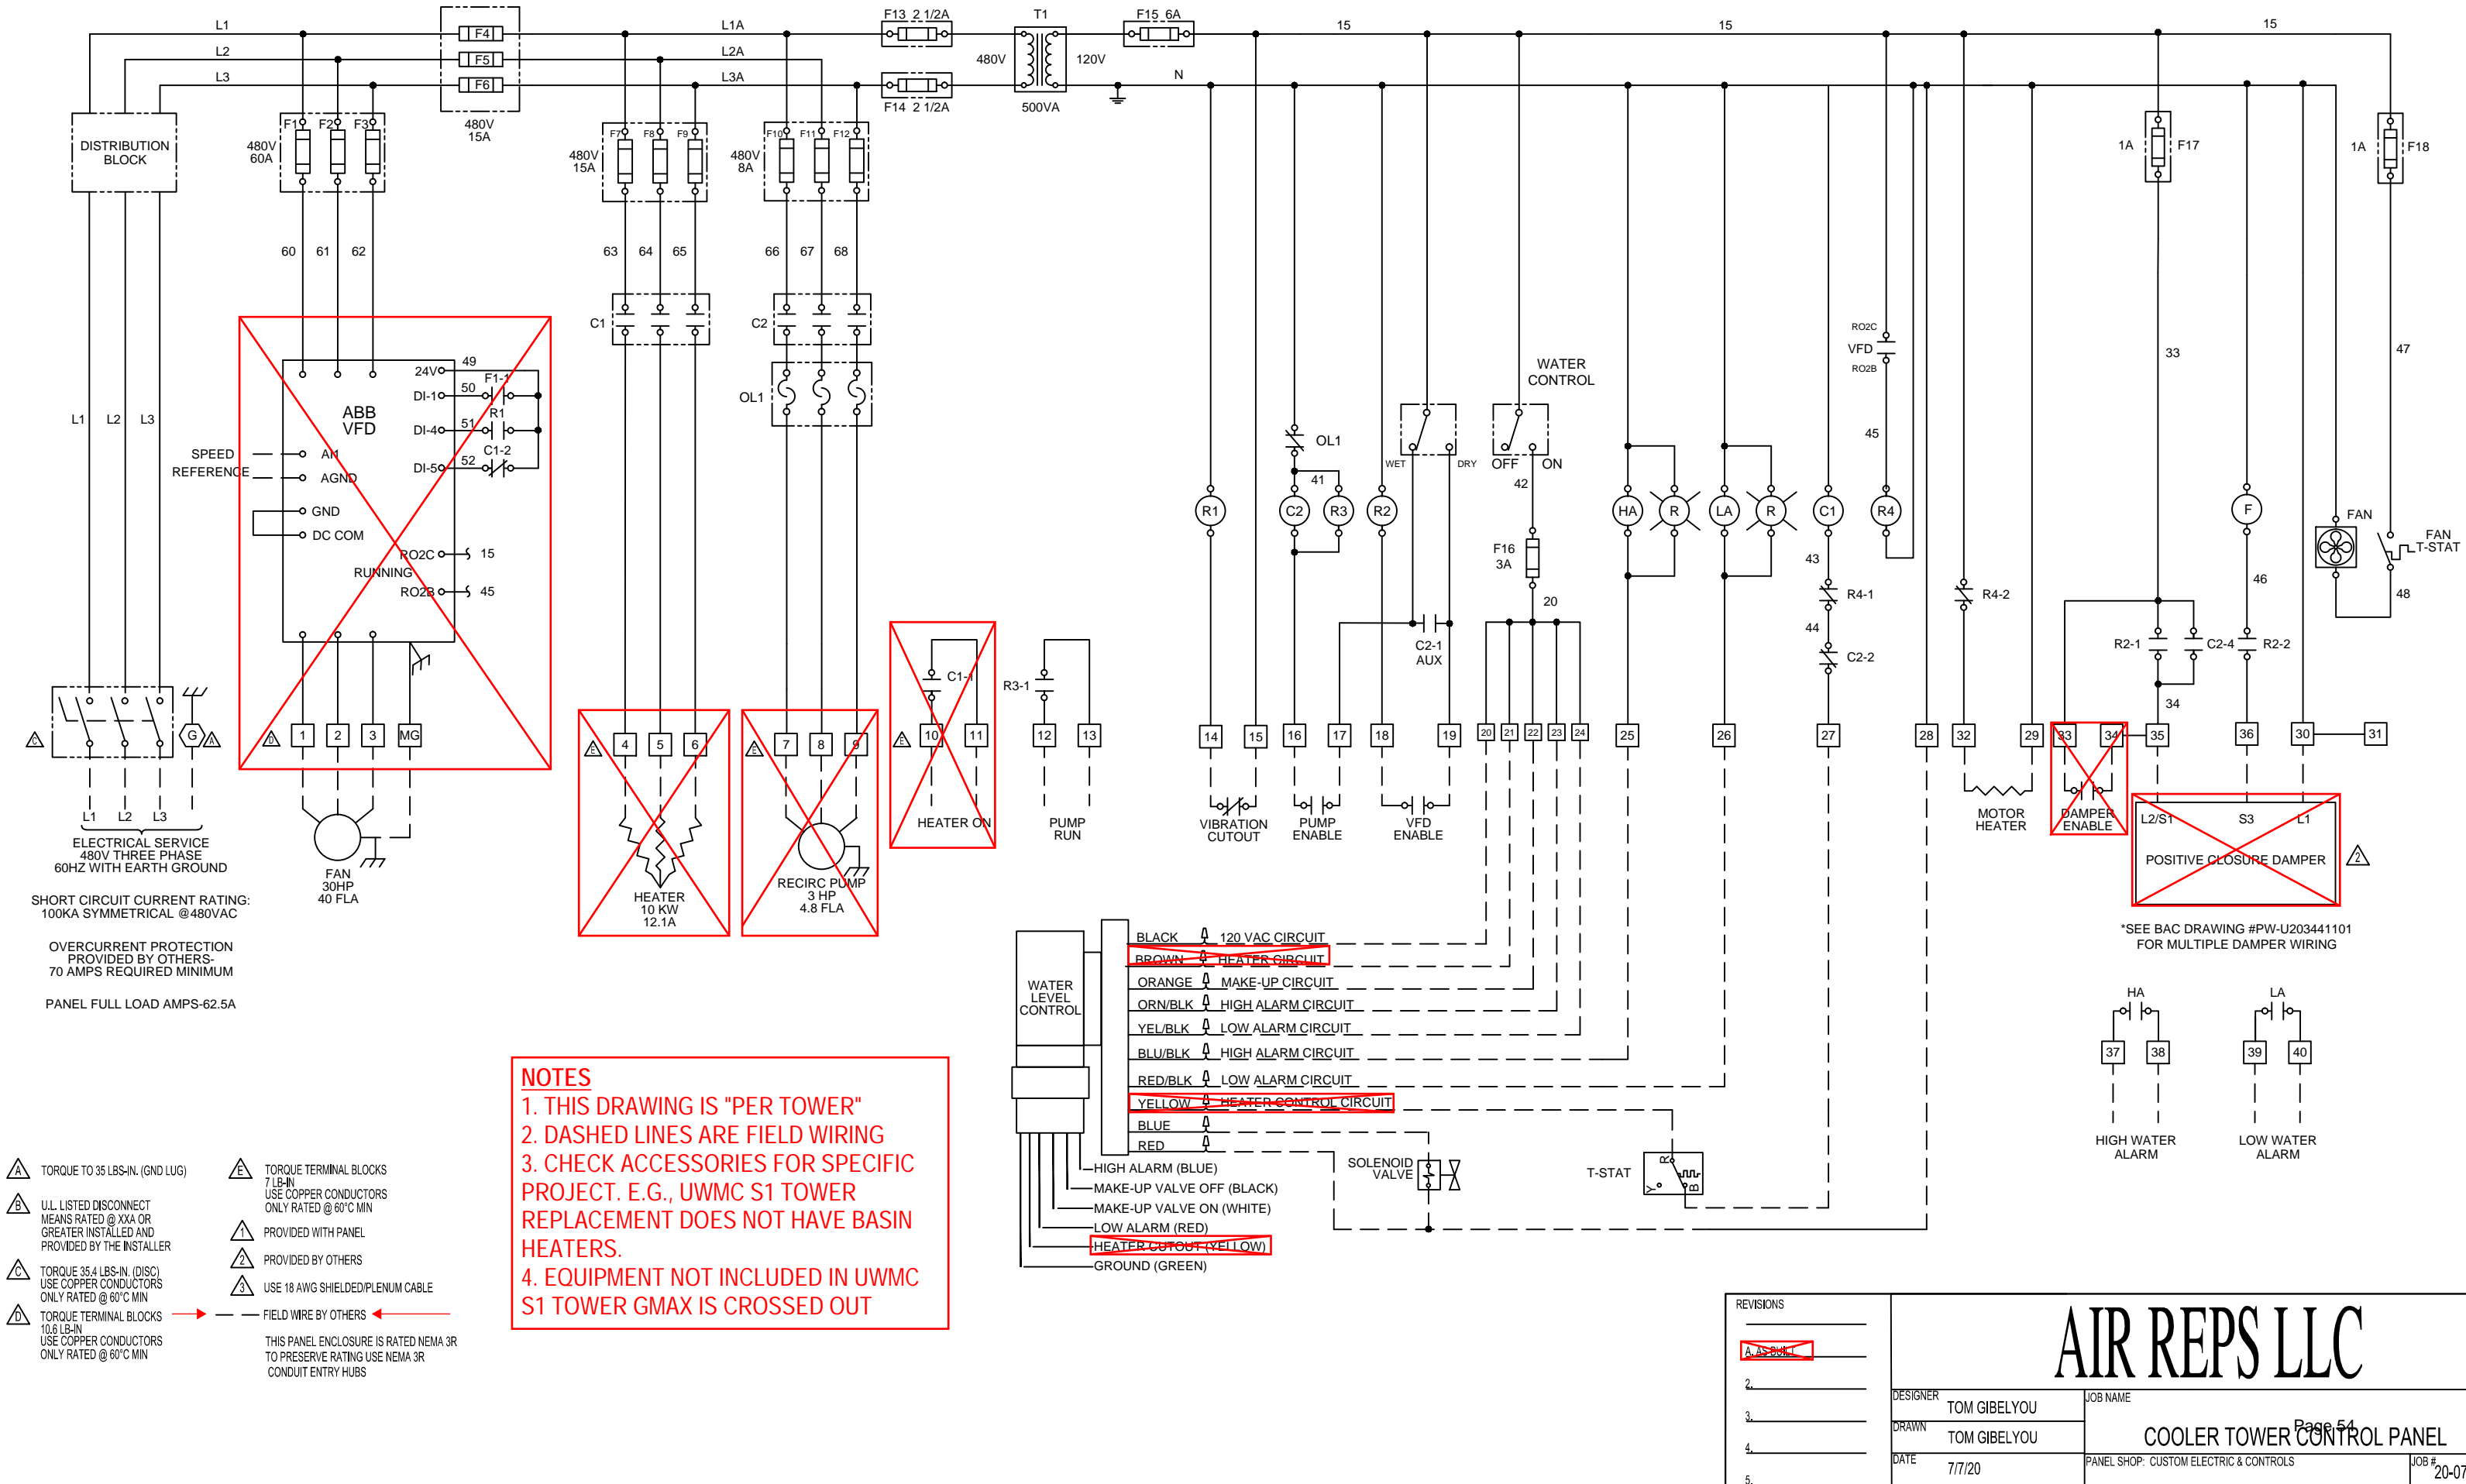 L1
L2
L3
F4
F5
F6
480V
15A
L1A
L2A
L3A
F13 2 1/2A
F14 2 1/2A
T1
480V
120V
500VA
F15 6A
15
15
15
N
DISTRIBUTION
BLOCK
F1
F2
F3
480V
60A
F7
F8
F9
480V
15A
F10
F11
F12
480V
8A
1A
F17
1A
F18
60
61
62
63
64
65
66
67
68
C1
C2
OL1
L1
L2
L3
ABB
VFD
24V
49
F1-1
DI-1
50
R1
DI-4
51
C1-2
DI-5
52
SPEED
REFERENCE
AI1
AGND
GND
DC COM
RO2C
15
RUNNING
RO2B
45
OL1
41
WET
DRY
WATER
CONTROL
OFF
ON
42
RO2C
VFD
RO2B
45
33
47
R1
C2
R3
R2
F16
3A
20
HA
R
LA
R
C1
R4
F
FAN
FAN
T-STAT
43
R4-1
44
C2-2
R4-2
46
48
C2-1
AUX
R2-1
C2-4
R2-2
34
C1-1
R3-1
C
G
A
D
1
2
3
MG
E
4
5
6
E
7
8
9
E
10
11
12
13
14
15
16
17
18
19
20
21
22
23
24
25
26
27
28
32
29
33
34
35
36
30
31
L1
L2
L3
ELECTRICAL SERVICE
480V THREE PHASE
60HZ WITH EARTH GROUND
SHORT CIRCUIT CURRENT RATING:
100KA SYMMETRICAL @480VAC
OVERCURRENT PROTECTION
PROVIDED BY OTHERS-
70 AMPS REQUIRED MINIMUM
PANEL FULL LOAD AMPS-62.5A
FAN
30HP
40 FLA
HEATER
10 KW
12.1A
RECIRC PUMP
3 HP
4.8 FLA
HEATER ON
PUMP
RUN
VIBRATION
CUTOUT
PUMP
ENABLE
VFD
ENABLE
MOTOR
HEATER
DAMPER
ENABLE
L2/S1
S3
L1
POSITIVE CLOSURE DAMPER
2
*SEE BAC DRAWING #PW-U203441101
FOR MULTIPLE DAMPER WIRING
WATER
LEVEL
CONTROL
BLACK 120 VAC CIRCUIT
BROWN HEATER CIRCUIT
ORANGE MAKE-UP CIRCUIT
ORN/BLK HIGH ALARM CIRCUIT
YEL/BLK LOW ALARM CIRCUIT
BLU/BLK HIGH ALARM CIRCUIT
RED/BLK LOW ALARM CIRCUIT
YELLOW HEATER CONTROL CIRCUIT
BLUE
RED
HIGH ALARM (BLUE)
MAKE-UP VALVE OFF (BLACK)
MAKE-UP VALVE ON (WHITE)
LOW ALARM (RED)
HEATER CUTOUT (YELLOW)
GROUND (GREEN)
SOLENOID
VALVE
T-STAT
R
Y
B
HA
37
38
HIGH WATER
ALARM
LA
39
40
LOW WATER
ALARM
NOTES
1. THIS DRAWING IS "PER TOWER"
2. DASHED LINES ARE FIELD WIRING
3. CHECK ACCESSORIES FOR SPECIFIC
PROJECT. E.G., UWMC S1 TOWER
REPLACEMENT DOES NOT HAVE BASIN
HEATERS.
4. EQUIPMENT NOT INCLUDED IN UWMC
S1 TOWER GMAX IS CROSSED OUT
A TORQUE TO 35 LBS-IN. (GND LUG)
B U.L. LISTED DISCONNECT
MEANS RATED @ XXA OR
GREATER INSTALLED AND
PROVIDED BY THE INSTALLER
C TORQUE 35.4 LBS-IN. (DISC)
USE COPPER CONDUCTORS
ONLY RATED @ 60°C MIN
D TORQUE TERMINAL BLOCKS
10.6 LB-IN
USE COPPER CONDUCTORS
ONLY RATED @ 60°C MIN
E TORQUE TERMINAL BLOCKS
7 LB-IN
USE COPPER CONDUCTORS
ONLY RATED @ 60°C MIN
1 PROVIDED WITH PANEL
2 PROVIDED BY OTHERS
3 USE 18 AWG SHIELDED/PLENUM CABLE
FIELD WIRE BY OTHERS
THIS PANEL ENCLOSURE IS RATED NEMA 3R
TO PRESERVE RATING USE NEMA 3R
CONDUIT ENTRY HUBS
REVISIONS
A. AS BUILT
2.
3.
4.
5.
AIR REPS LLC
DESIGNER
TOM GIBELYOU
DRAWN
TOM GIBELYOU
DATE
7/7/20
JOB NAME
Page 54
COOLER TOWER CONTROL PANEL
PANEL SHOP: CUSTOM ELECTRIC & CONTROLS
JOB #
20-07